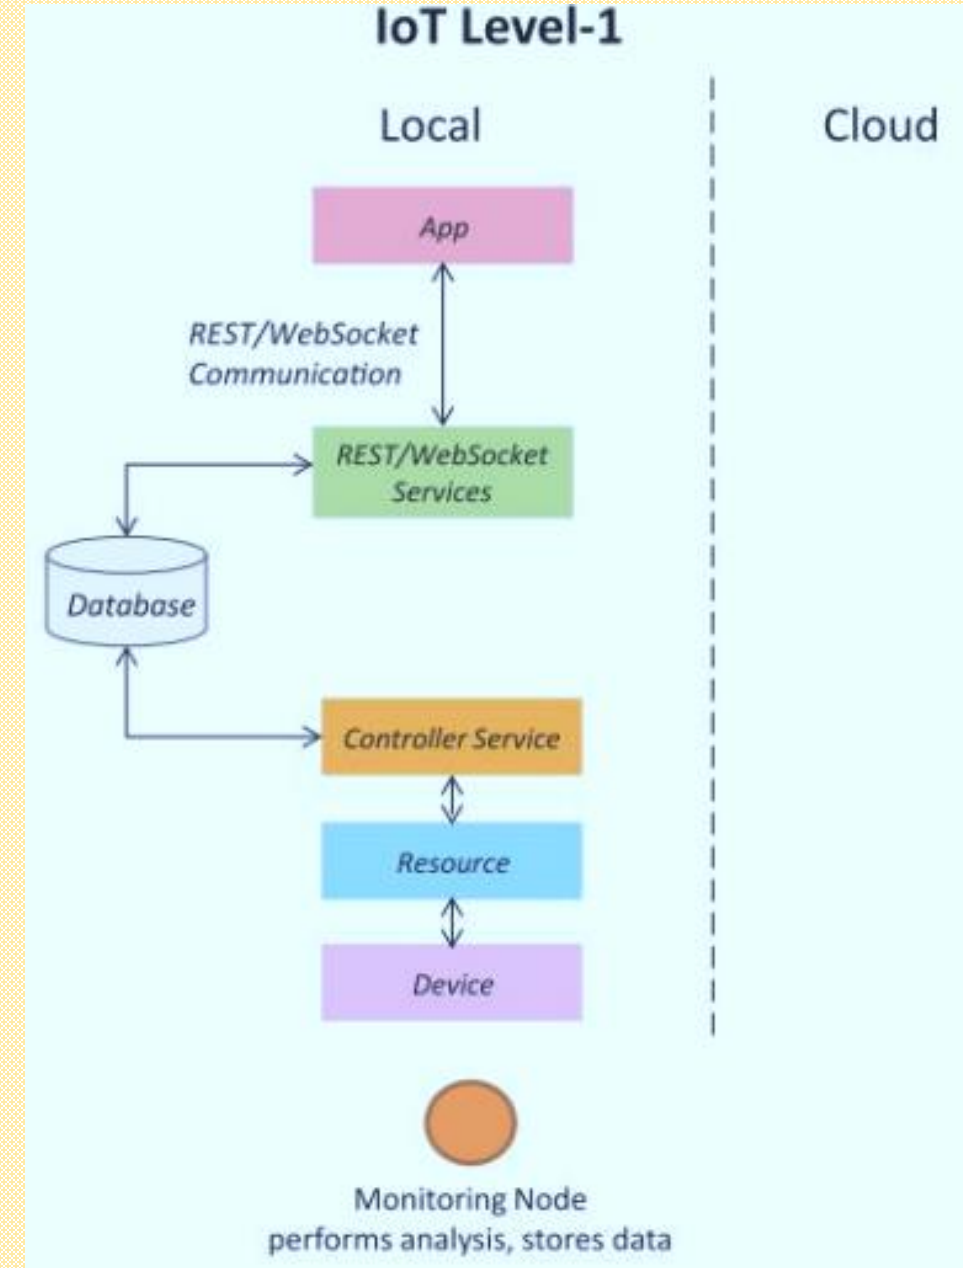 IoT Level-1
Local
Cloud
App
REST/WebSocket
Communication
REST/WebSocket
Services
Database
Controller Service
Resource
Device
Monitoring Node
performs analysis, stores data